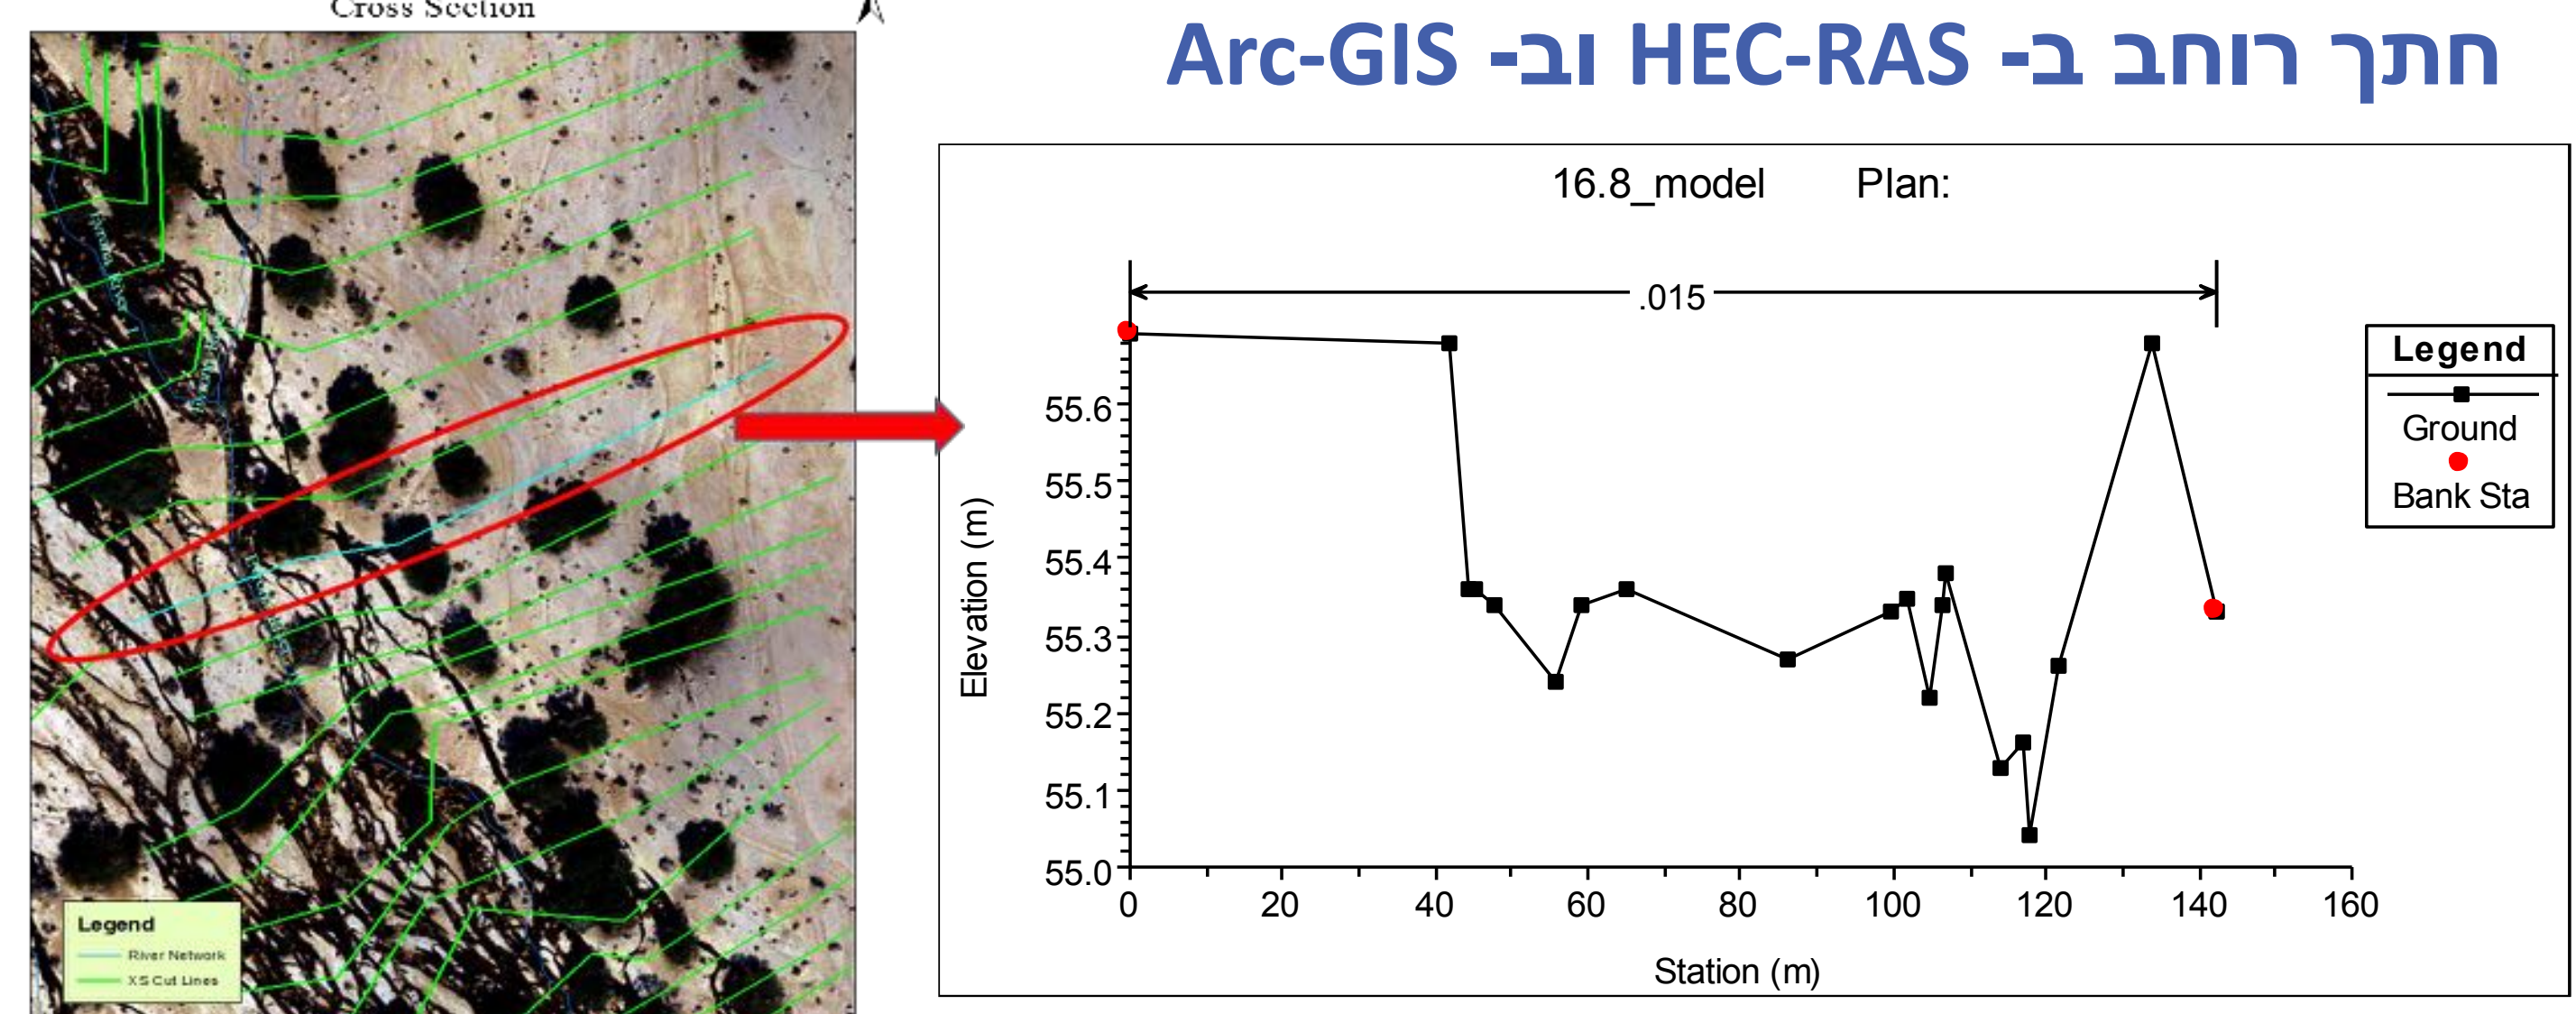 Cross Section
חתך רוחב ב- HEC-RAS וב- Arc-GIS
16.8_model Plan:
.015
Legend
Ground
Bank Sta
Elevation (m)
55.6
55.5
55.4
55.3
55.2
55.1
55.0
0 20 40 60 80 100 120 140 160
Station (m)
Legend
River Network
XS Cut Lines